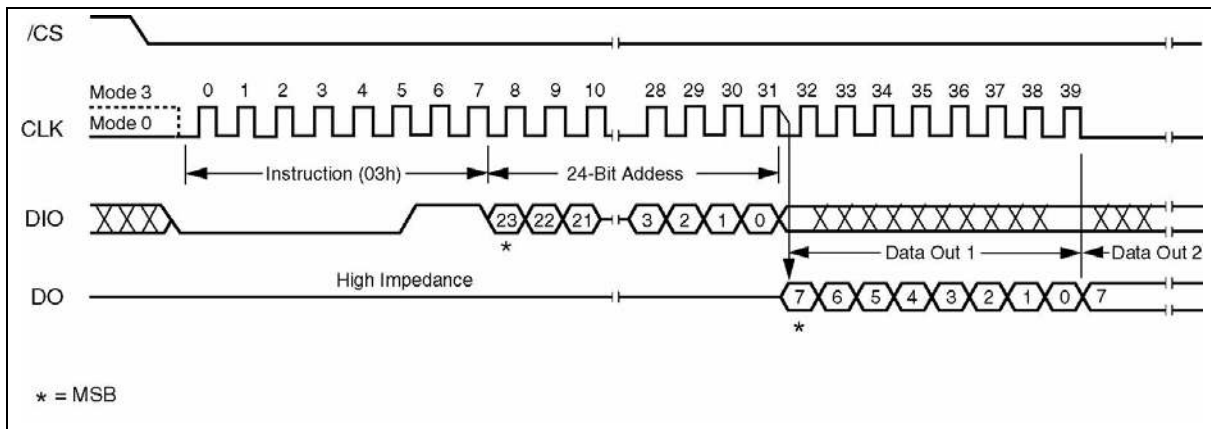 /CS
Mode 3
0 1 2 3 4 5 6 7 8 9 10 28 29 30 31 32 33 34 35 36 37 38 39
CLK
Mode 0
Instruction (03h)
24-Bit Addess
DIO
23 22 21 3 2 1 0
*
Data Out 1
Data Out 2
High Impedance
DO
7 6 5 4 3 2 1 0 7
*
* = MSB